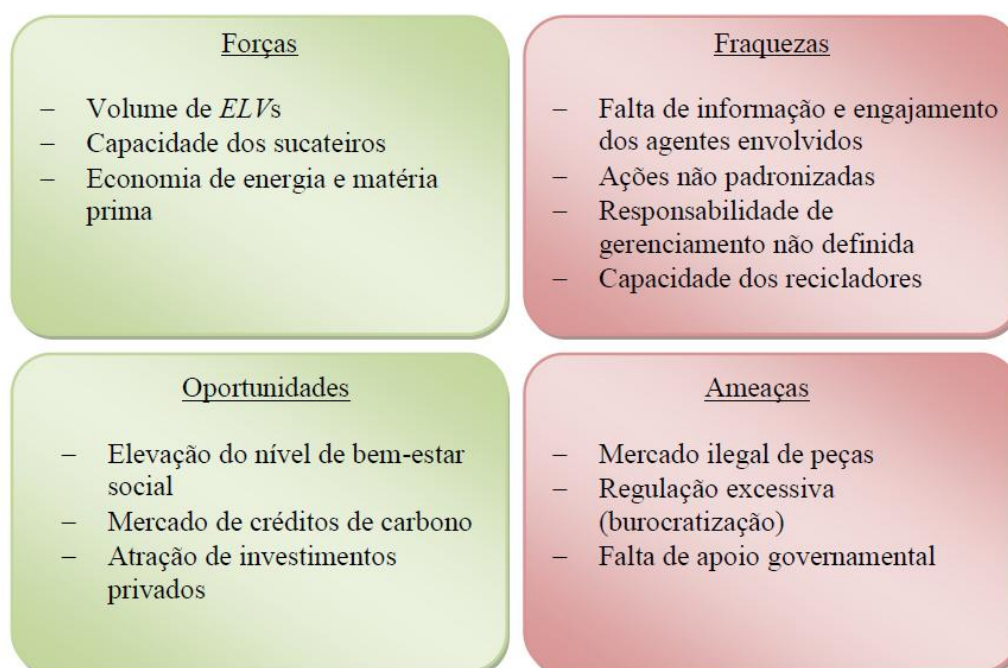 Forças
– Volume de ELVs
– Capacidade dos sucateiros
– Economia de energia e matéria
prima
Fraquezas
– Falta de informação e engajamento
dos agentes envolvidos
– Ações não padronizadas
– Responsabilidade de
gerenciamento não definida
– Capacidade dos recicladores
Oportunidades
– Elevação do nível de bem-estar
social
– Mercado de créditos de carbono
– Atração de investimentos
privados
Ameaças
– Mercado ilegal de peças
– Regulação excessiva
(burocratização)
– Falta de apoio governamental